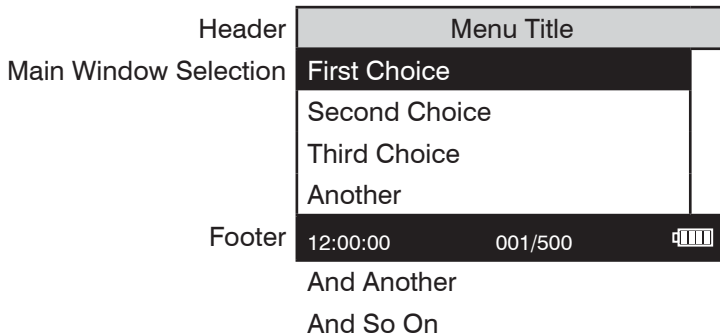 Header Menu Title
Main Window Selection First Choice
Second Choice
Third Choice
Another
Footer 12:00:00 001/500
And Another
And So On